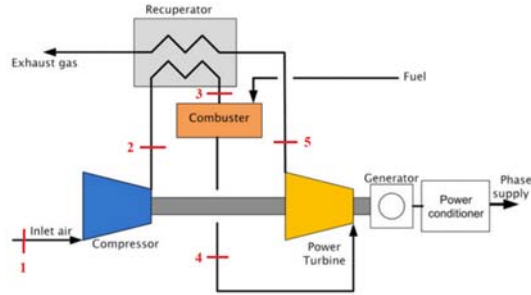 Recuperator
Exhaust gas
3
Fuel
Combuster
2
5
Generator
Phase
supply
Power
conditioner
Inlet air
Compressor
Power
Turbine
4
1